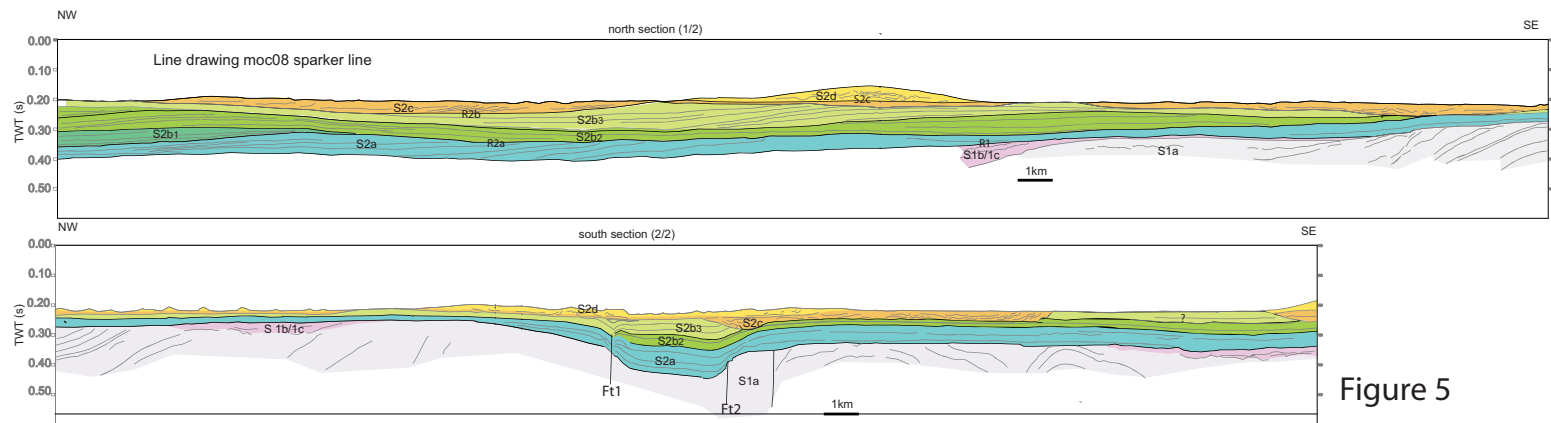 NW
north section (1/2)
SE
0.00
0.10
0.20
0.30
0.40
0.50
TWT (s)
Line drawing moc08 sparker line
S2c
R2b
S2b3
S2b1
S2b2
S2a
R2a
S2d
S2c
R1
S1b/1c
S1a
1km
NW
south section (2/2)
SE
0.00
0.10
0.20
0.30
0.40
0.50
TWT (s)
S 1b/1c
S2d
S2b3
S2c
S2b2
S2a
S1a
?
Ft1
Ft2
1km
Figure 5